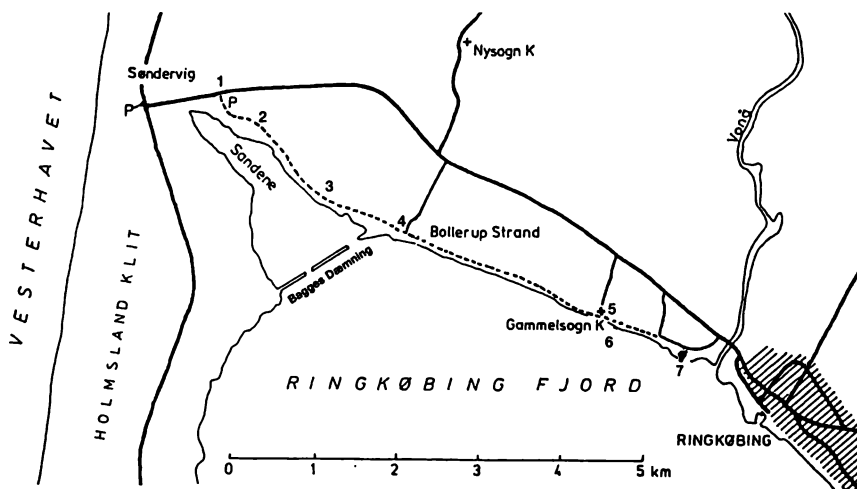 Nysogn K
Søndervig
1
P
P
2
Vonå
Sandene
3
4
Bollerup Strand
Bagges Dæmning
VESTERHAVET
HOLMSLAND KLIT
5
Gammelsogn K
6
7
RINGKØBING FJORD
RINGKØBING
0 1 2 3 4 5 km